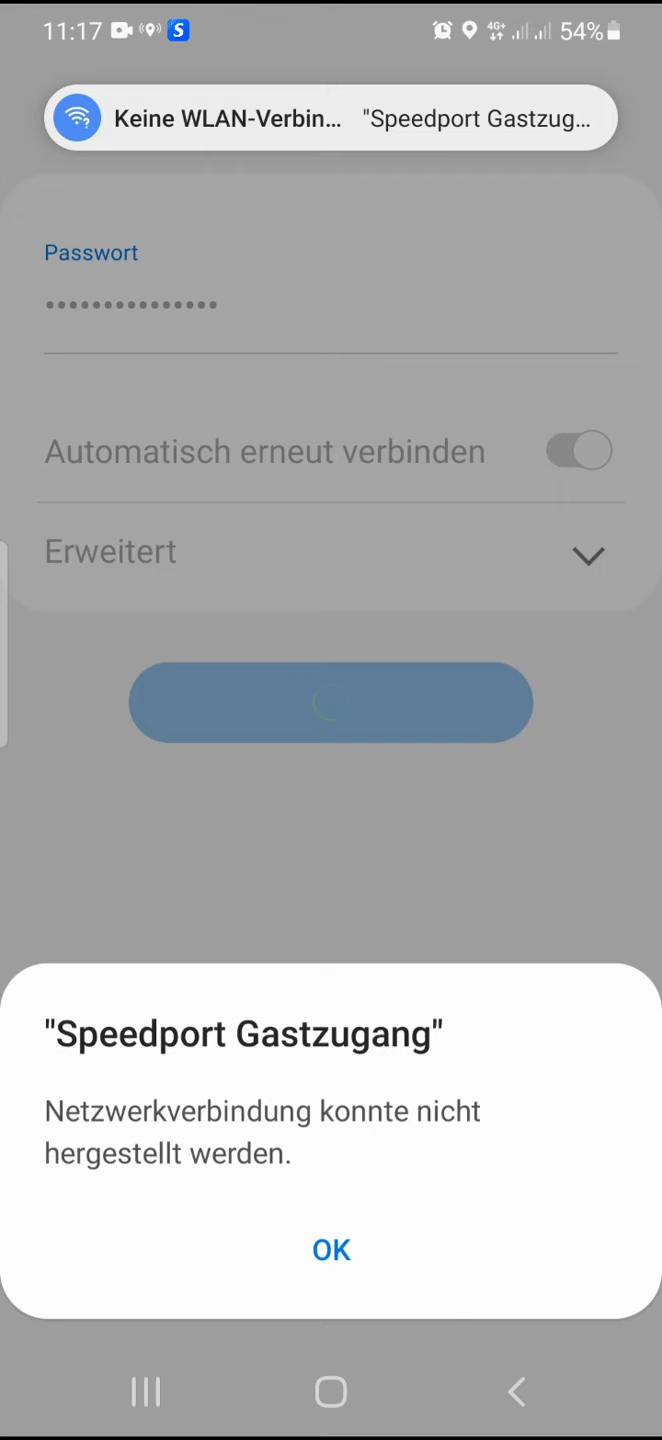 11:17 S 4G+ 54%
Keine WLAN-Verbin... "Speedport Gastzug...
Passwort
•••••••••••••••
Automatisch erneut verbinden
Erweitert
"Speedport Gastzugang"
Netzwerkverbindung konnte nicht
hergestellt werden.
OK